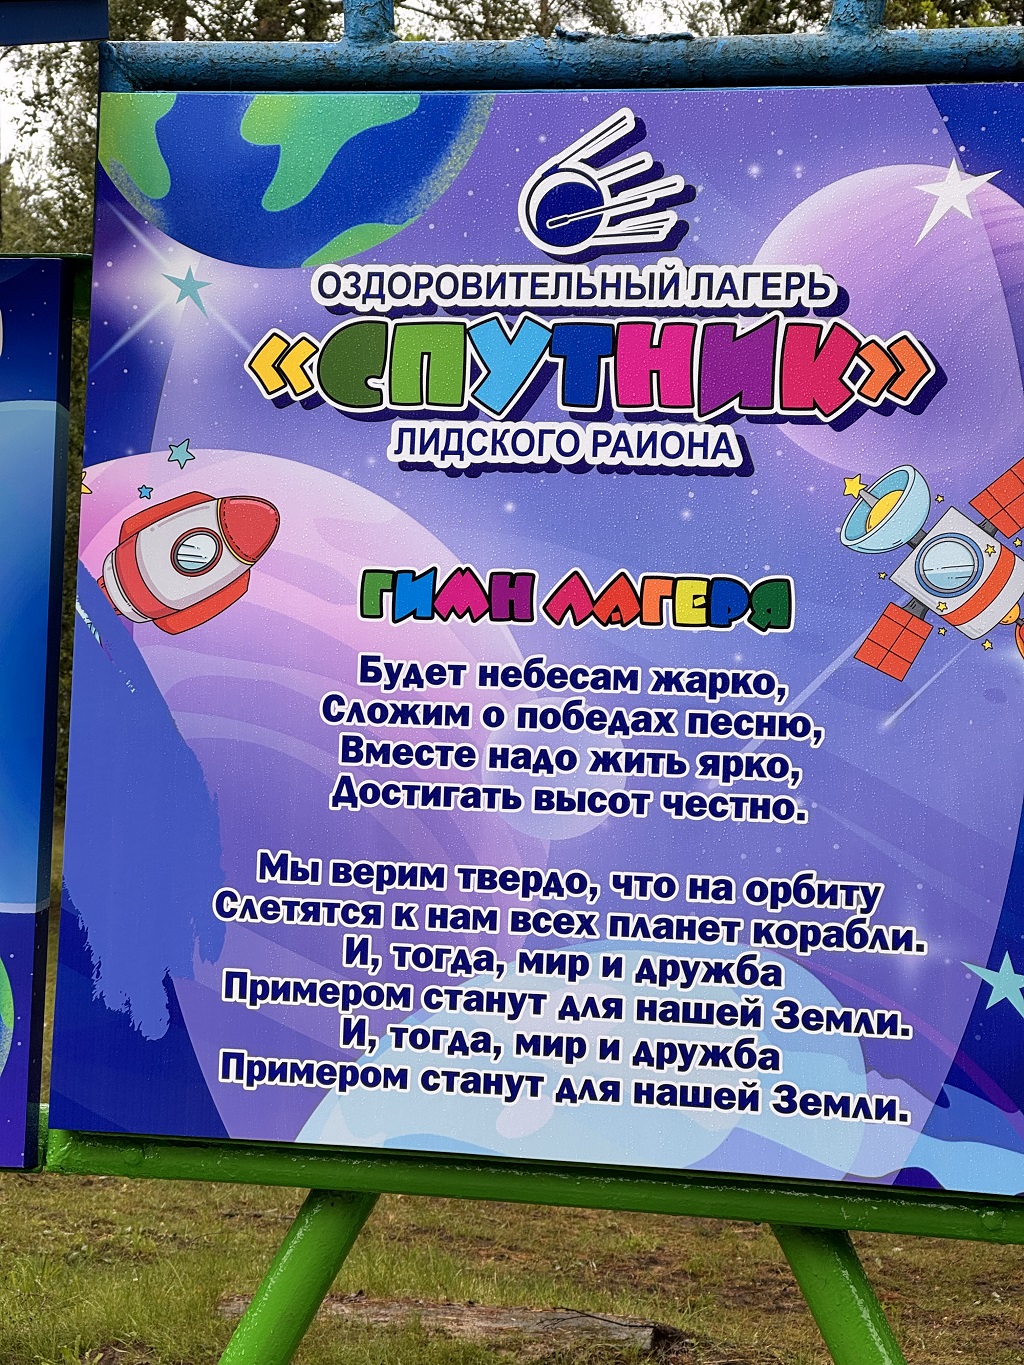 ОЗДОРОВИТЕЛЬНЫЙ ЛАГЕРЬ
«СПУТНИК»
ЛИДСКОГО РАИОНА
ГИМН ЛАГЕРЯ
Будет небесам жарко,
Сложим о победах песню,
Вместе надо жить ярко,
Достигать высот честно.
Мы верим твердо, что на орбиту
Слетятся к нам всех планет корабли.
И, тогда, мир и дружба
Примером станут для нашей Земли.
И, тогда, мир и дружба
Примером станут для нашей Земли.